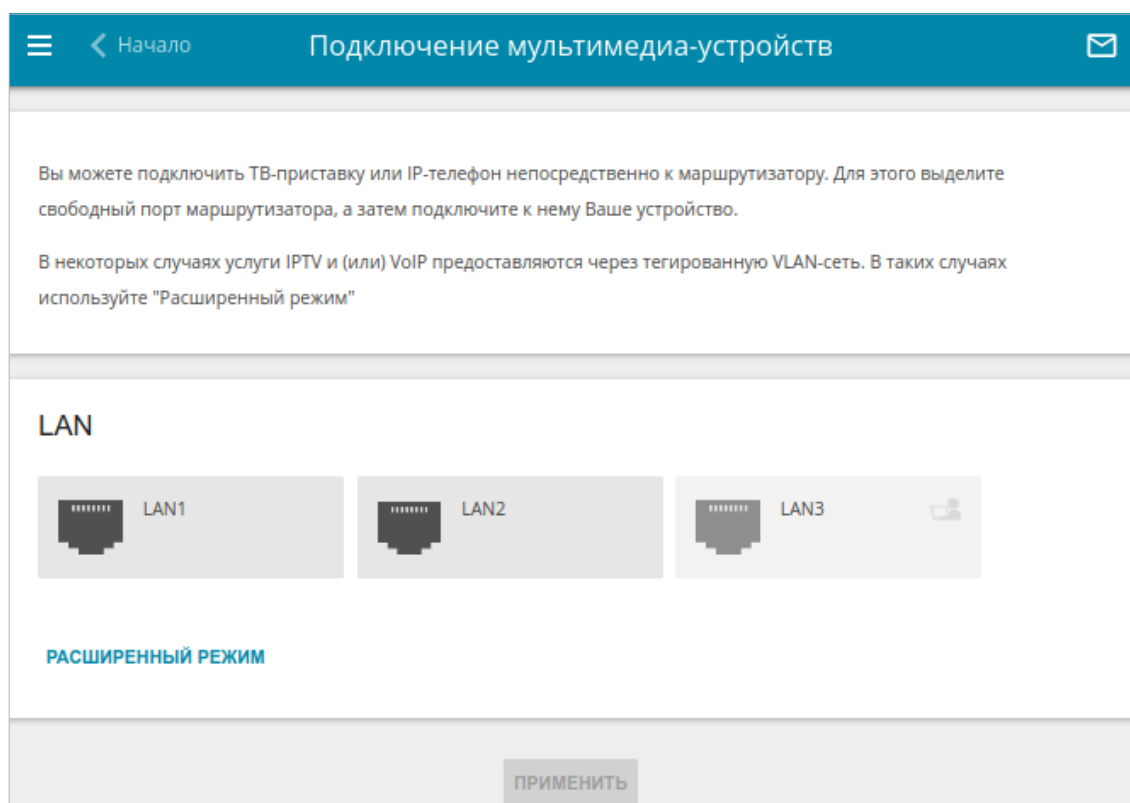 Начало
Подключение мультимедиа-устройств
Вы можете подключить ТВ-приставку или IP-телефон непосредственно к маршрутизатору. Для этого выделите
свободный порт маршрутизатора, а затем подключите к нему Ваше устройство.
В некоторых случаях услуги IPTV и (или) VoIP предоставляются через тегированную VLAN-сеть. В таких случаях
используйте "Расширенный режим"
LAN
LAN1
LAN2
LAN3
РАСШИРЕННЫЙ РЕЖИМ
ПРИМЕНИТЬ